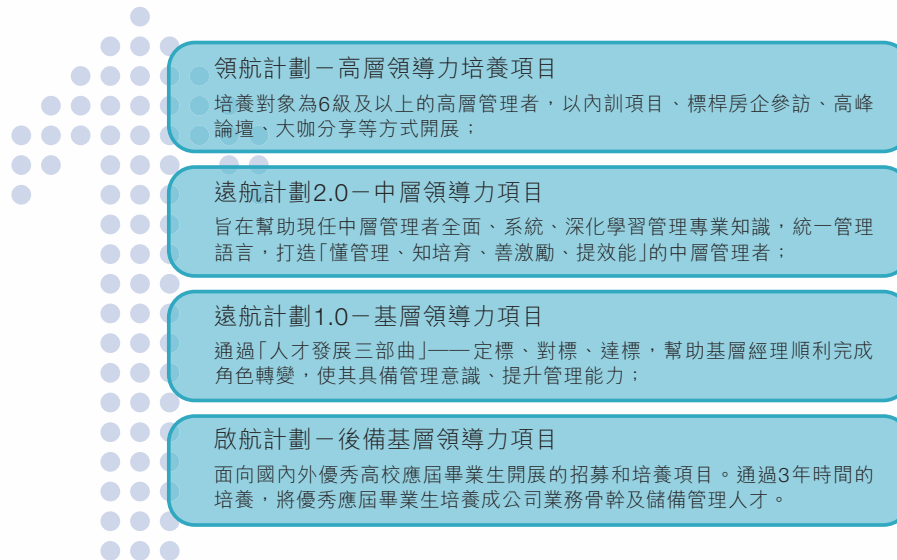 領航計劃－高層領導力培養項目
培養對象為6級及以上的高層管理者，以內訓項目、標桿房企參訪、高峰
論壇、大咖分享等方式開展；
遠航計劃2.0－中層領導力項目
旨在幫助現任中層管理者全面、系統、深化學習管理專業知識，統一管理
語言，打造「懂管理、知培育、善激勵、提效能」的中層管理者；
遠航計劃1.0－基層領導力項目
通過「人才發展三部曲」——定標、對標、達標，幫助基層經理順利完成
角色轉變，使其具備管理意識、提升管理能力；
啟航計劃－後備基層領導力項目
面向國內外優秀高校應屆畢業生開展的招募和培養項目。通過3年時間的
培養，將優秀應屆畢業生培養成公司業務骨幹及儲備管理人才。